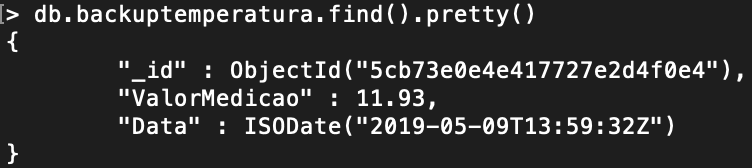 [> db.backuptemperatura.find().pretty()
{
        "_id" : ObjectId("5cb73e0e4e417727e2d4f0e4"),
        "ValorMedicao" : 11.93,
        "Data" : ISODate("2019-05-09T13:59:32Z")
}